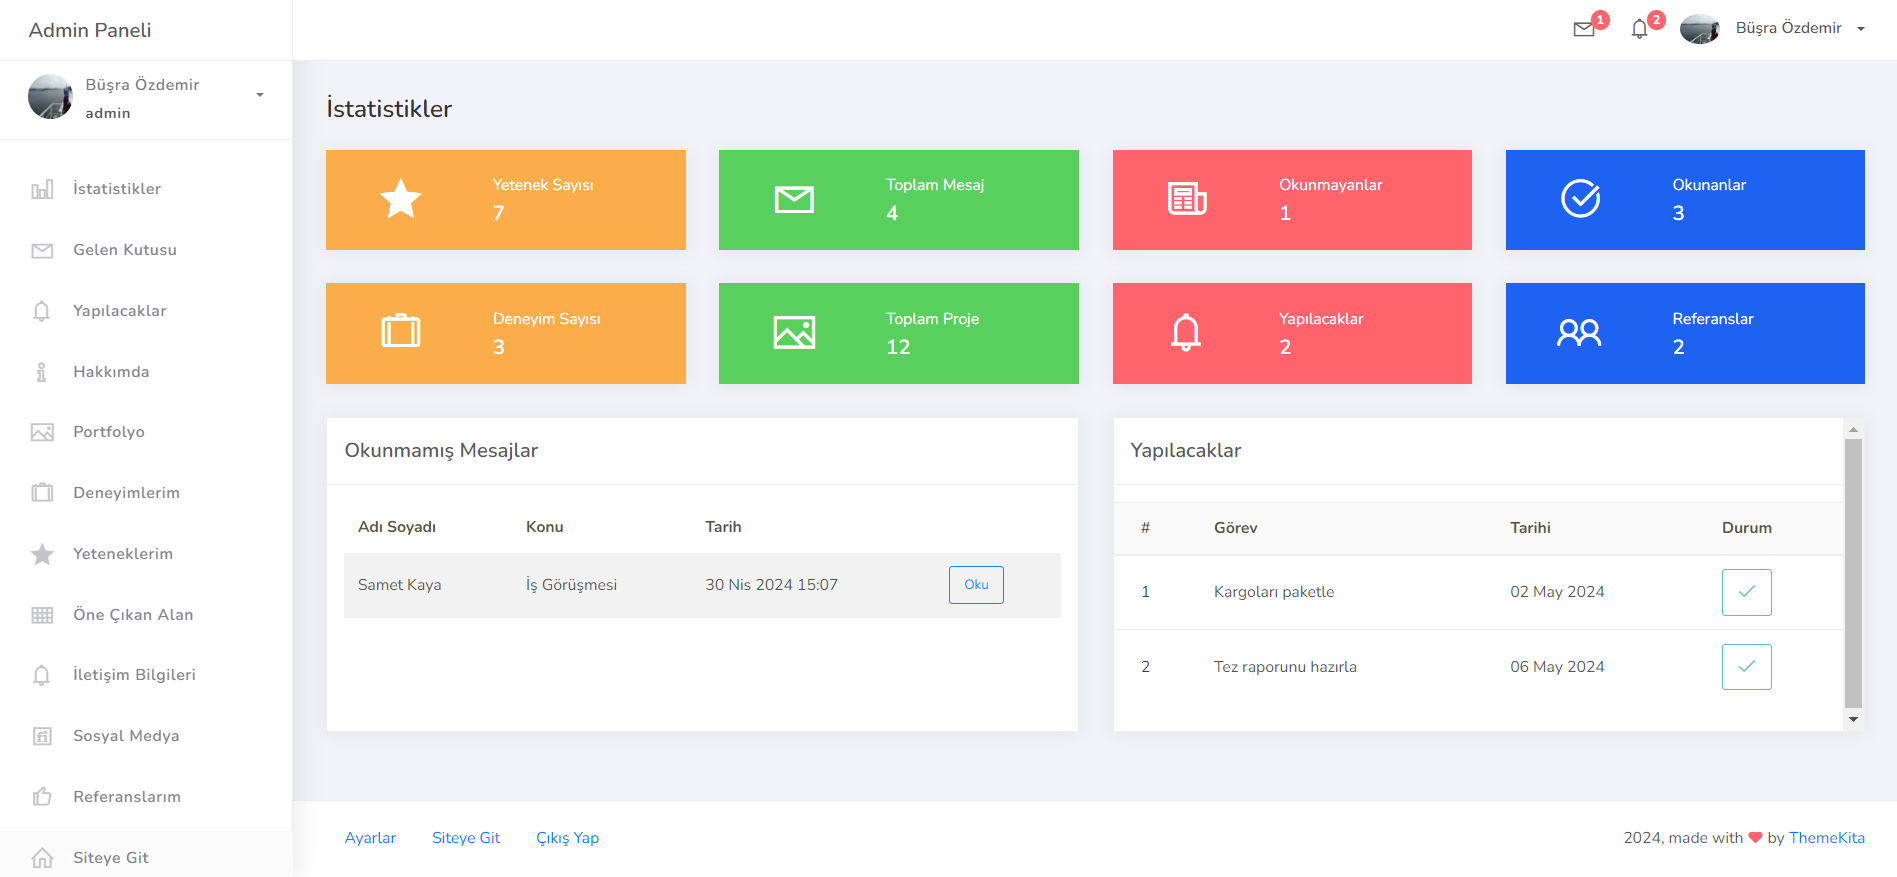 Admin Paneli
1
2
Büşra Özdemir
Büşra Özdemir
admin
İstatistikler
Gelen Kutusu
Yapılacaklar
Hakkımda
Portfolyo
Deneyimlerim
Yeteneklerim
Öne Çıkan Alan
İletişim Bilgileri
Sosyal Medya
Referanslarım
Siteye Git
İstatistikler
Yetenek Sayısı
7
Toplam Mesaj
4
Okunmayanlar
1
Okunanlar
3
Deneyim Sayısı
3
Toplam Proje
12
Yapılacaklar
2
Referanslar
2
Okunmamış Mesajlar
Adı Soyadı Konu Tarih
Samet Kaya İş Görüşmesi 30 Nis 2024 15:07 Oku
Yapılacaklar
# Görev Tarihi Durum
1 Kargoları paketle 02 May 2024
2 Tez raporunu hazırla 06 May 2024
Ayarlar Siteye Git Çıkış Yap
2024, made with ❤ by ThemeKita